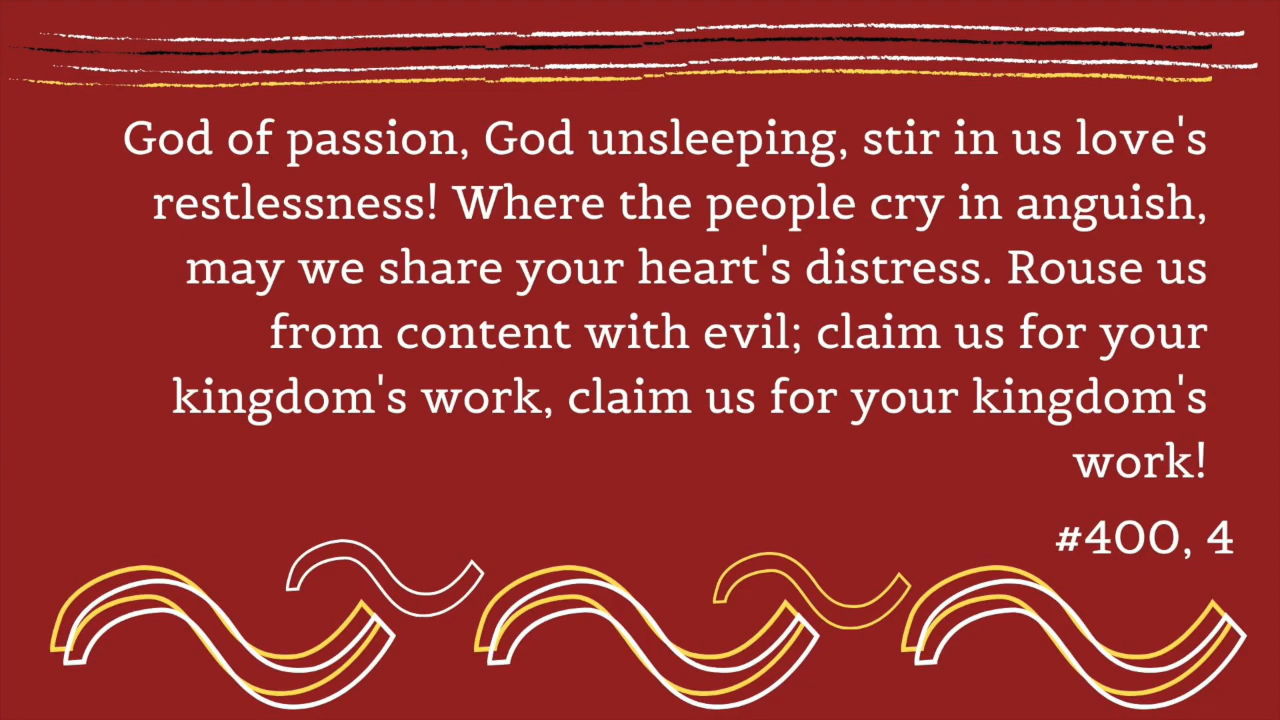 God of passion, God unsleeping, stir in us love's
restlessness! Where the people cry in anguish,
may we share your heart's distress. Rouse us
from content with evil; claim us for your
kingdom's work, claim us for your kingdom's
work!
#400, 4